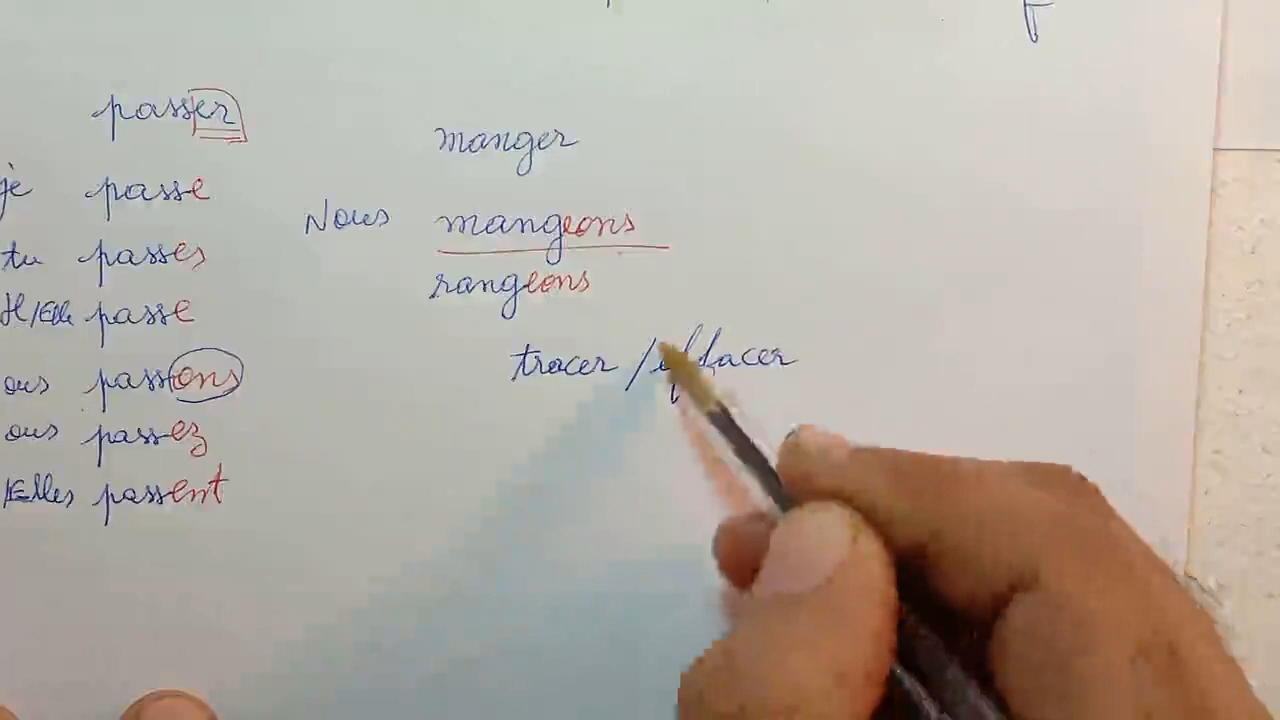 passer
je passe
tu passes
Il/Elle passe
ous passons
ous passez
/Elles passent
manger
Nous mangeons
rangeons
tracer / effacer